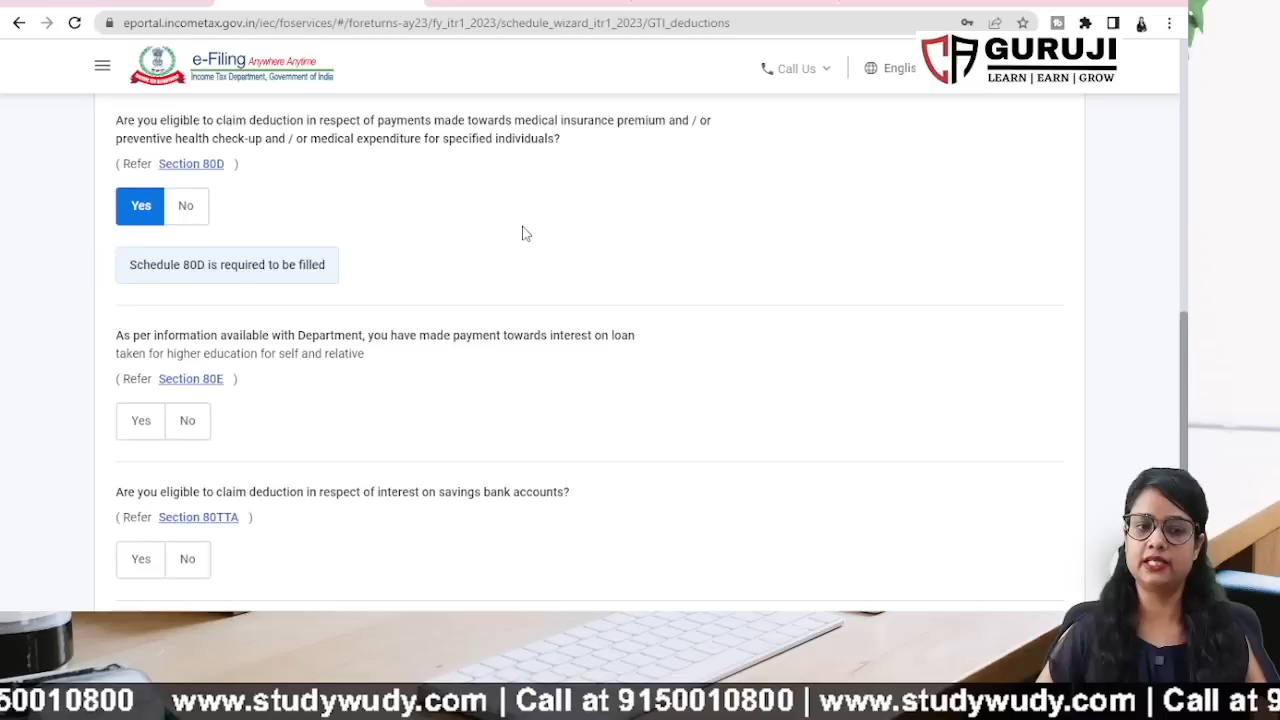 eportal.incometax.gov.in/iec/foservices/#/foreturns-ay23/fy_itr1_2023/schedule_wizard_itr1_2023/GTI_deductions
e-Filing Anywhere Anytime
Income Tax Department, Government of India
Call Us
Englis
CA GURUJI
LEARN | EARN | GROW
Are you eligible to claim deduction in respect of payments made towards medical insurance premium and / or
preventive health check-up and / or medical expenditure for specified individuals?
( Refer Section 80D )
Yes No
Schedule 80D is required to be filled
As per information available with Department, you have made payment towards interest on loan
taken for higher education for self and relative
( Refer Section 80E )
Yes No
Are you eligible to claim deduction in respect of interest on savings bank accounts?
( Refer Section 80TTA )
Yes No
50010800 www.studywudy.com | Call at 9150010800 | www.studywudy.com | Call at 9